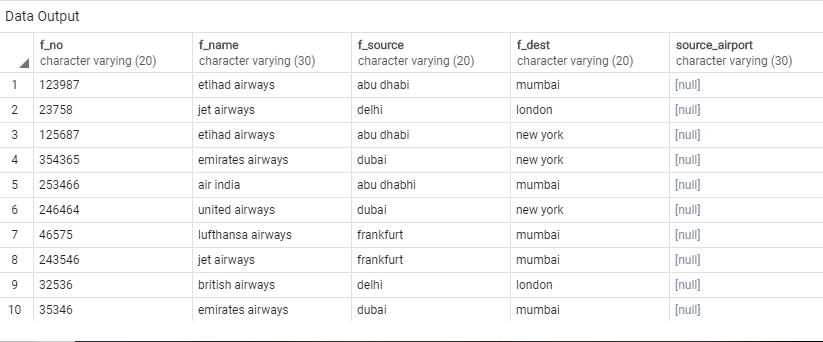 Data Output
f_no f_name f_source f_dest source_airport
character varying (20) character varying (30) character varying (20) character varying (20) character varying (30)
1 123987 etihad airways abu dhabi mumbai [null]
2 23758 jet airways delhi london [null]
3 125687 etihad airways abu dhabi new york [null]
4 354365 emirates airways dubai new york [null]
5 253466 air india abu dhabhi mumbai [null]
6 246464 united airways dubai new york [null]
7 46575 lufthansa airways frankfurt mumbai [null]
8 243546 jet airways frankfurt mumbai [null]
9 32536 british airways delhi london [null]
10 35346 emirates airways dubai mumbai [null]